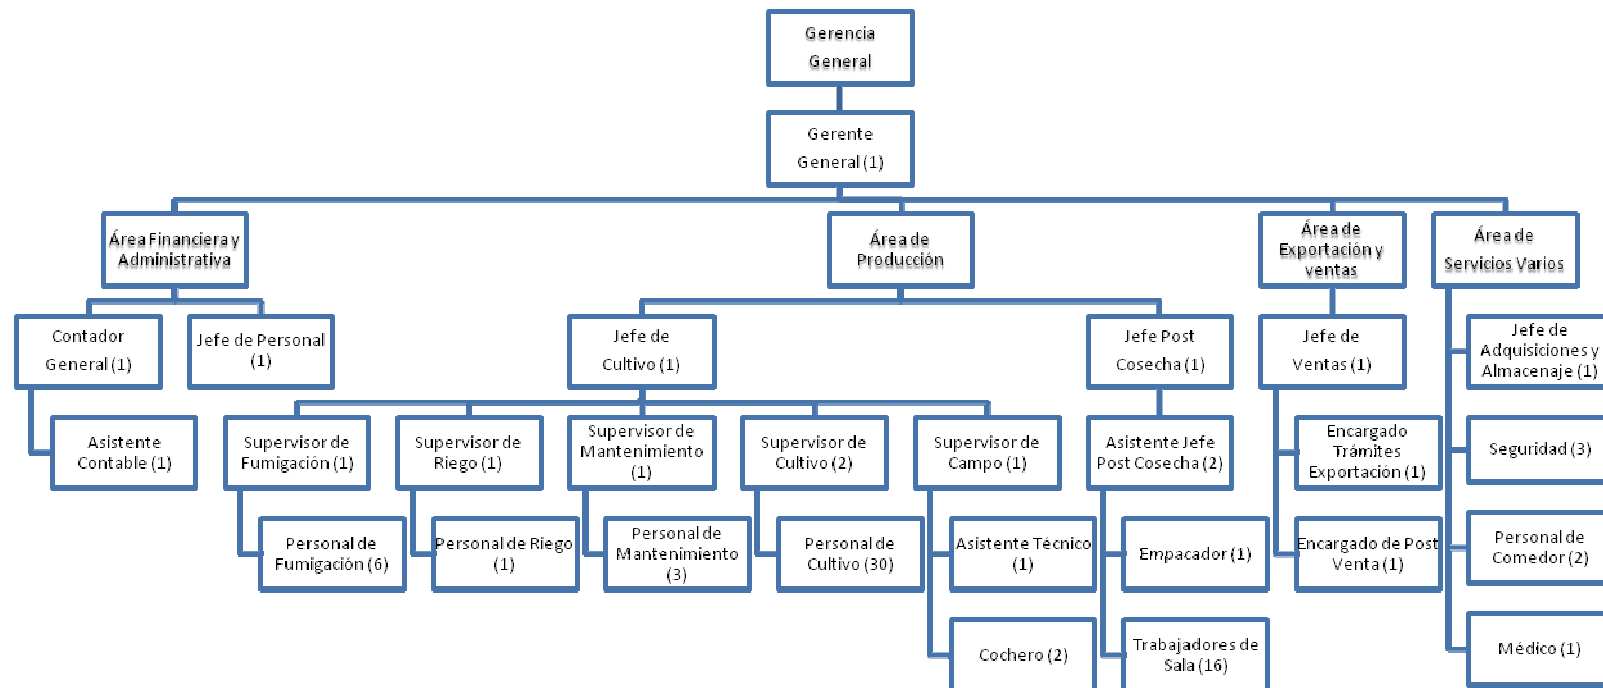 Gerencia
General
Gerente
General (1)
Área Financiera y
Administrativa
Área de
Producción
Área de
Exportación y
ventas
Área de
Servicios Varios
Contador
General (1)
Jefe de Personal
(1)
Jefe de
Cultivo (1)
Jefe Post
Cosecha (1)
Jefe de
Ventas (1)
Jefe de
Adquisiciones y
Almacenaje (1)
Asistente
Contable (1)
Supervisor de
Fumigación (1)
Supervisor de
Riego (1)
Supervisor de
Mantenimiento
(1)
Supervisor de
Cultivo (2)
Supervisor de
Campo (1)
Asistente Jefe
Post Cosecha (2)
Encargado
Trámites
Exportación (1)
Seguridad (3)
Personal de
Fumigación (6)
Personal de Riego
(1)
Personal de
Mantenimiento
(3)
Personal de
Cultivo (30)
Asistente Técnico
(1)
Empacador (1)
Encargado de Post
Venta (1)
Personal de
Comedor (2)
Cochero (2)
Trabajadores de
Sala (16)
Médico (1)